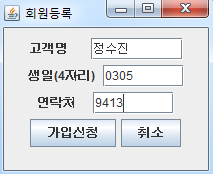 회원등록
고객명 정수진
생일(4자리) 0305
연락처 9413
가입신청 취소